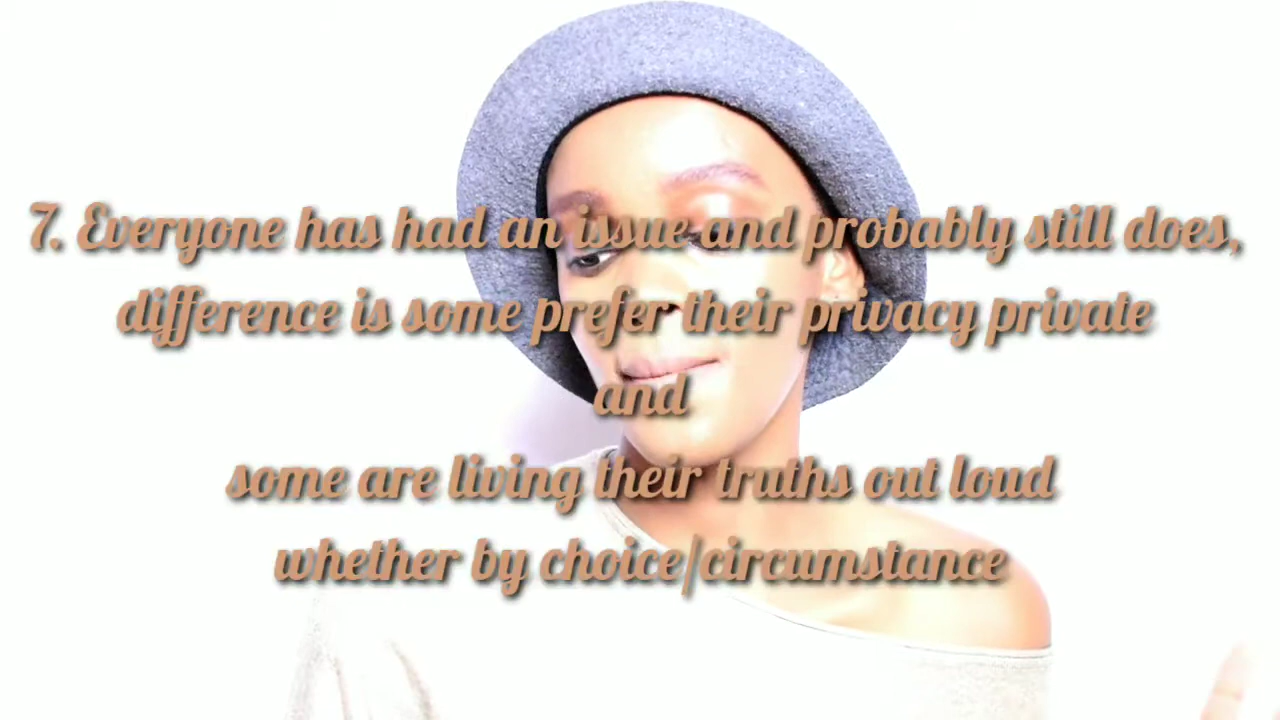 7. Everyone has had an issue and probably still does,
difference is some prefer their privacy private
and
some are living their truths out loud
whether by choice/circumstance